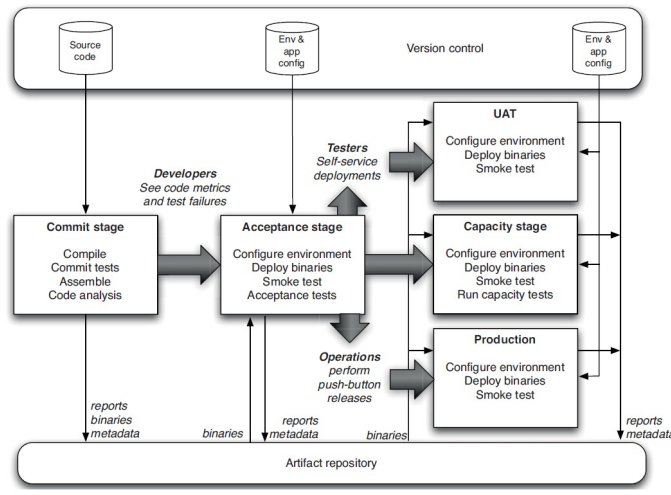 Source
code
Env &
app
config
Version control
Env &
app
config
UAT
Configure environment
Deploy binaries
Smoke test
Testers
Self-service
deployments
Developers
See code metrics
and test failures
Commit stage
Compile
Commit tests
Assemble
Code analysis
Acceptance stage
Configure environment
Deploy binaries
Smoke test
Acceptance tests
Capacity stage
Configure environment
Deploy binaries
Smoke test
Run capacity tests
Production
Configure environment
Deploy binaries
Smoke test
Operations
perform
push-button
releases
reports
binaries
metadata
binaries
reports
metadata
binaries
reports
metadata
Artifact repository